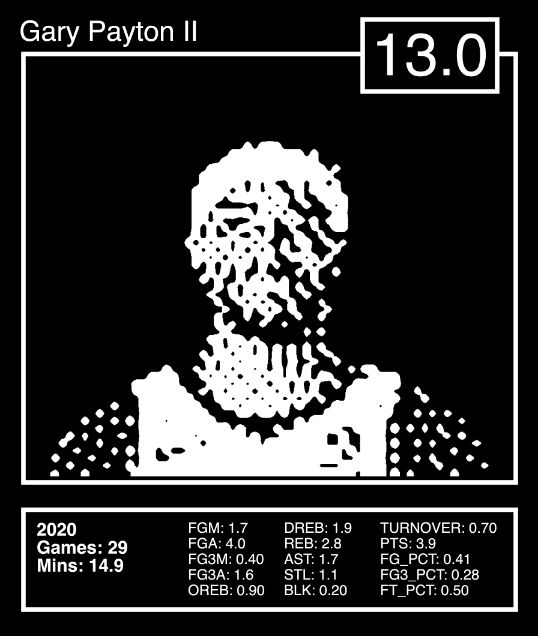 Gary Payton II
13.0
2020
Games: 29
Mins: 14.9
FGM: 1.7
FGA: 4.0
FG3M: 0.40
FG3A: 1.6
OREB: 0.90
DREB: 1.9
REB: 2.8
AST: 1.7
STL: 1.1
BLK: 0.20
TURNOVER: 0.70
PTS: 3.9
FG_PCT: 0.41
FG3_PCT: 0.28
FT_PCT: 0.50